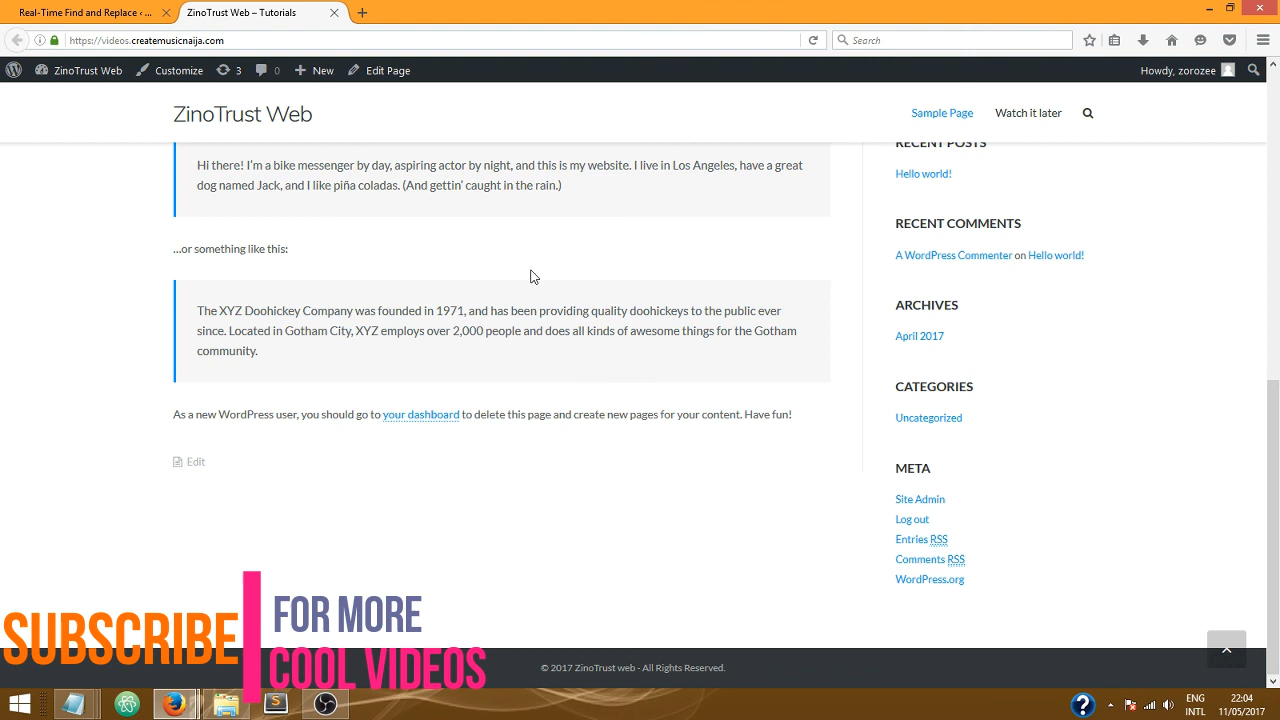 Real-Time Find and Replace ‹ ...
ZinoTrust Web – Tutorials
https://videos.createmusicnaija.com
Search
ZinoTrust Web
Customize
3
0
New
Edit Page
Howdy, zorozee
ZinoTrust Web
Sample Page
Watch it later
Hi there! I'm a bike messenger by day, aspiring actor by night, and this is my website. I live in Los Angeles, have a great
dog named Jack, and I like piña coladas. (And gettin' caught in the rain.)
...or something like this:
The XYZ Doohickey Company was founded in 1971, and has been providing quality doohickeys to the public ever
since. Located in Gotham City, XYZ employs over 2,000 people and does all kinds of awesome things for the Gotham
community.
As a new WordPress user, you should go to your dashboard to delete this page and create new pages for your content. Have fun!
Edit
RECENT POSTS
Hello world!
RECENT COMMENTS
A WordPress Commenter on Hello world!
ARCHIVES
April 2017
CATEGORIES
Uncategorized
META
Site Admin
Log out
Entries RSS
Comments RSS
WordPress.org
SUBSCRIBE
FOR MORE
COOL VIDEOS
© 2017 ZinoTrust web - All Rights Reserved.
ENG
INTL
22:04
11/05/2017